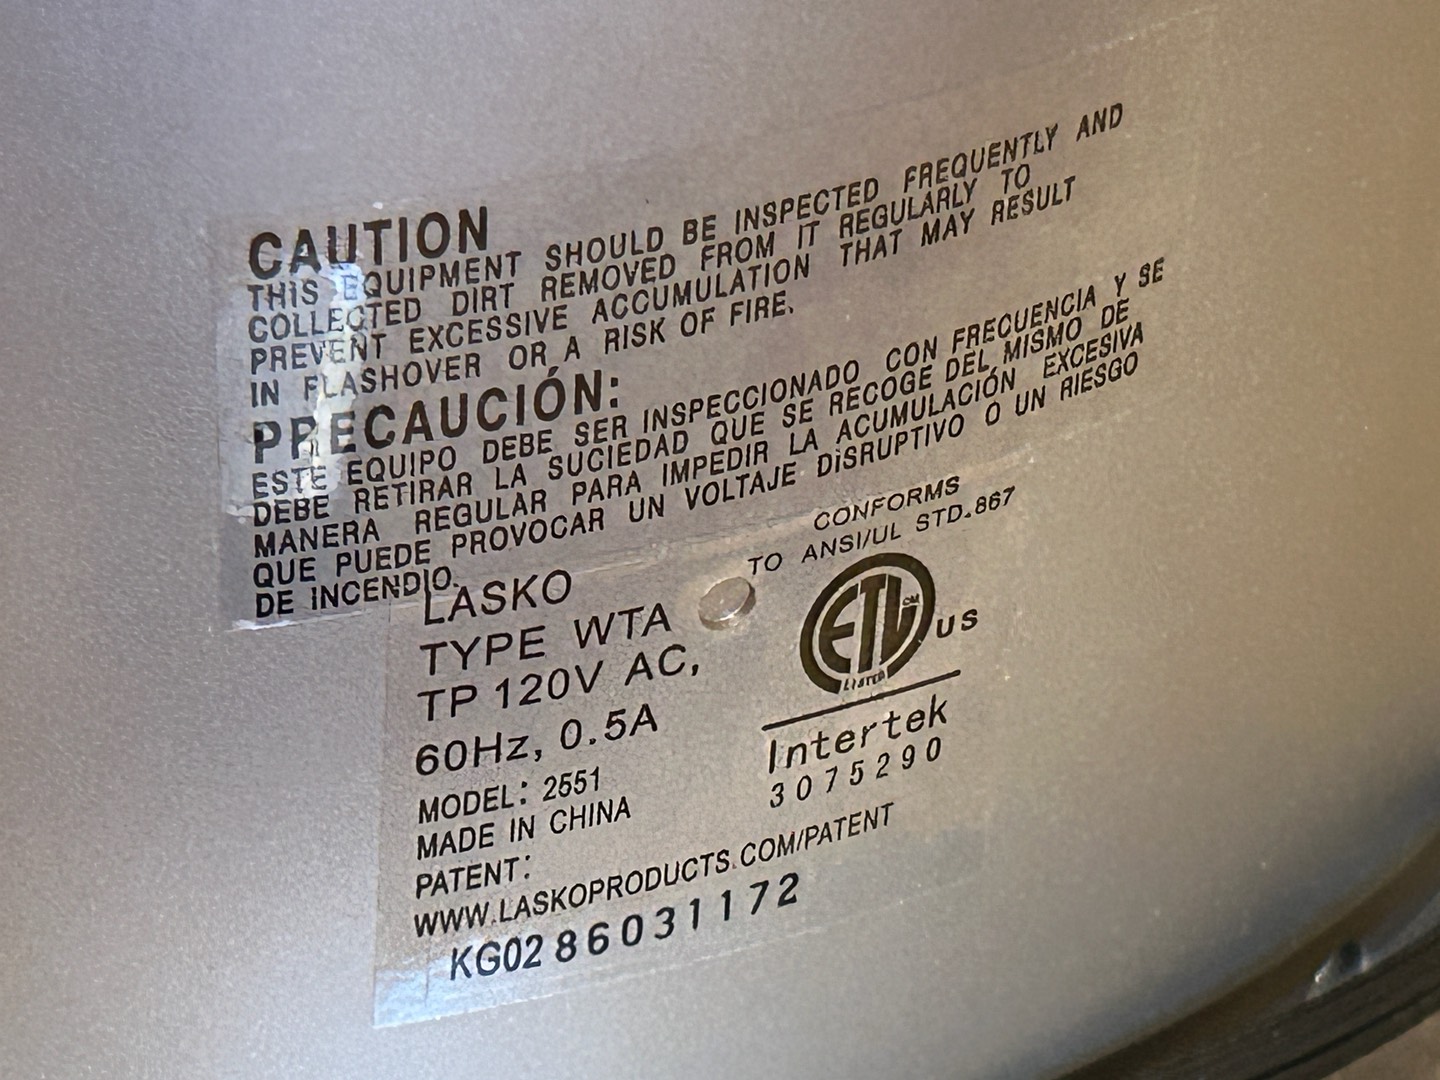 CAUTION
THIS EQUIPMENT SHOULD BE INSPECTED FREQUENTLY AND
COLLECTED DIRT REMOVED FROM IT REGULARLY TO
PREVENT EXCESSIVE ACCUMULATION THAT MAY RESULT
IN FLASHOVER OR A RISK OF FIRE.
PRECAUCIÓN:
ESTE EQUIPO DEBE SER INSPECCIONADO CON FRECUENCIA Y SE
DEBE RETIRAR LA SUCIEDAD QUE SE RECOGE DEL MISMO DE
MANERA REGULAR PARA IMPEDIR LA ACUMULACIÓN EXCESIVA
QUE PUEDE PROVOCAR UN VOLTAJE DiSRUPTIVO O UN RIESGO
DE INCENDIO.
LASKO
TYPE WTA
TP 120V AC,
60Hz, 0.5A
MODEL: 2551
MADE IN CHINA
PATENT:
WWW.LASKOPRODUCTS.COM/PATENT
KG02 86031172
CONFORMS
TO ANSI/UL STD.867
ETL CM
LISTED
US
Intertek
3075290